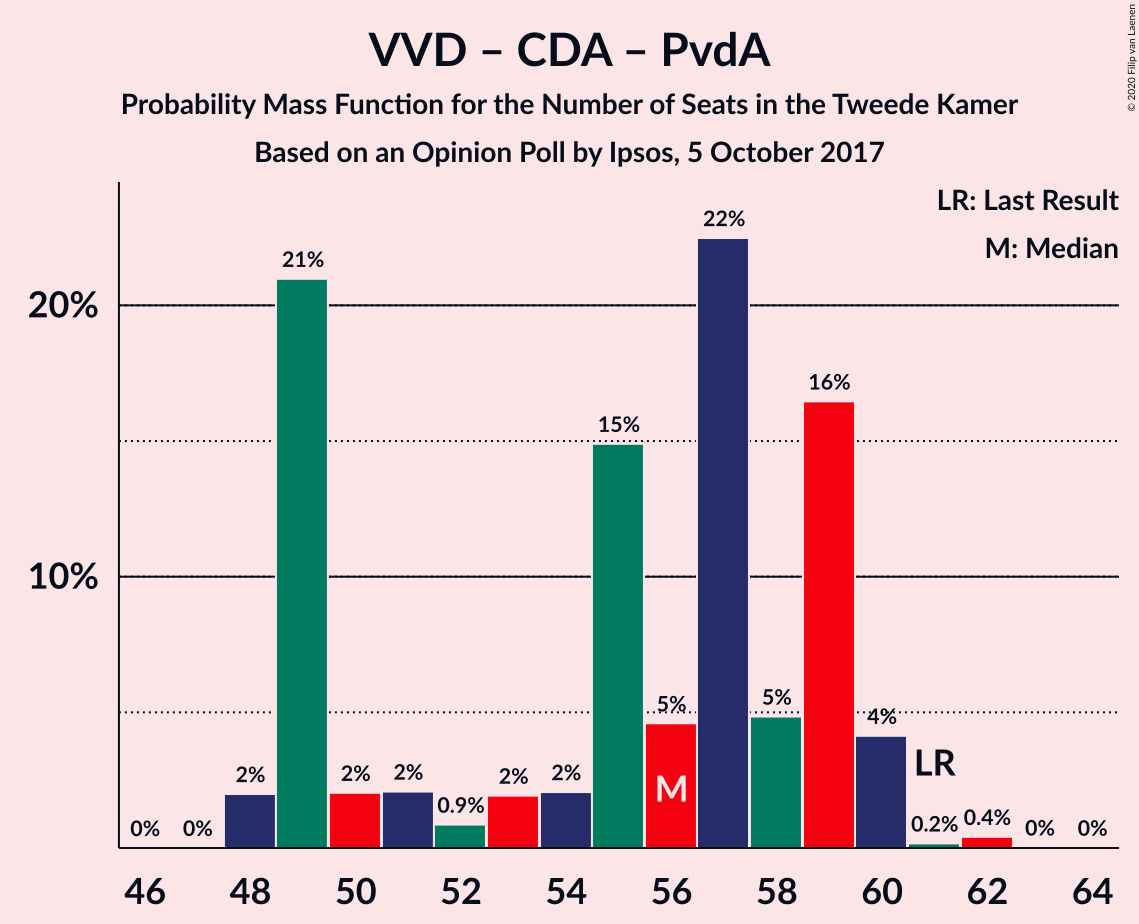 VVD – CDA – PvdA
Probability Mass Function for the Number of Seats in the Tweede Kamer
Based on an Opinion Poll by Ipsos, 5 October 2017
© 2020 Filip van Laenen
LR: Last Result
M: Median
20%
10%
0%
0%
2%
21%
2%
2%
0.9%
2%
2%
15%
5%
22%
5%
16%
4%
0.2%
0.4%
0%
0%
M
LR
46 48 50 52 54 56 58 60 62 64